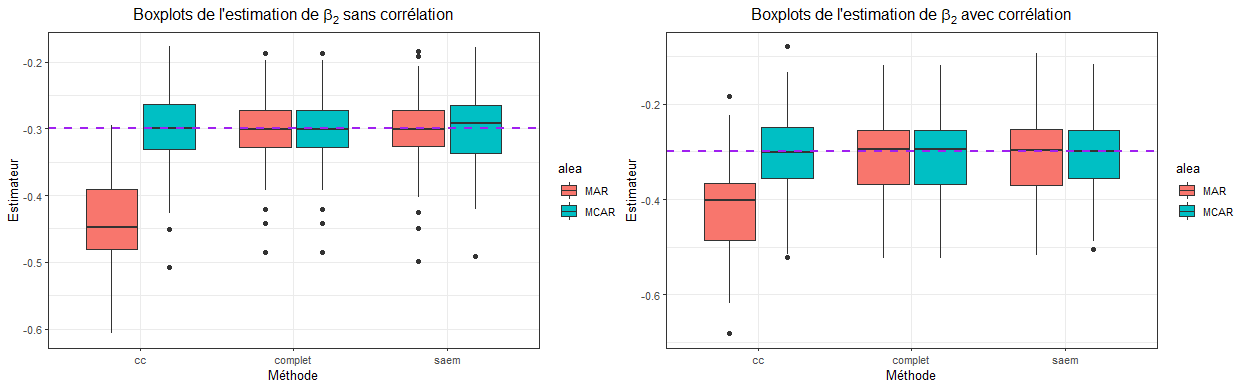 Boxplots de l'estimation de β2 sans corrélation
Estimateur
-0.2
-0.3
-0.4
-0.5
-0.6
cc
complet
saem
Méthode
alea
MAR
MCAR
Boxplots de l'estimation de β2 avec corrélation
Estimateur
-0.2
-0.4
-0.6
cc
complet
saem
Méthode
alea
MAR
MCAR